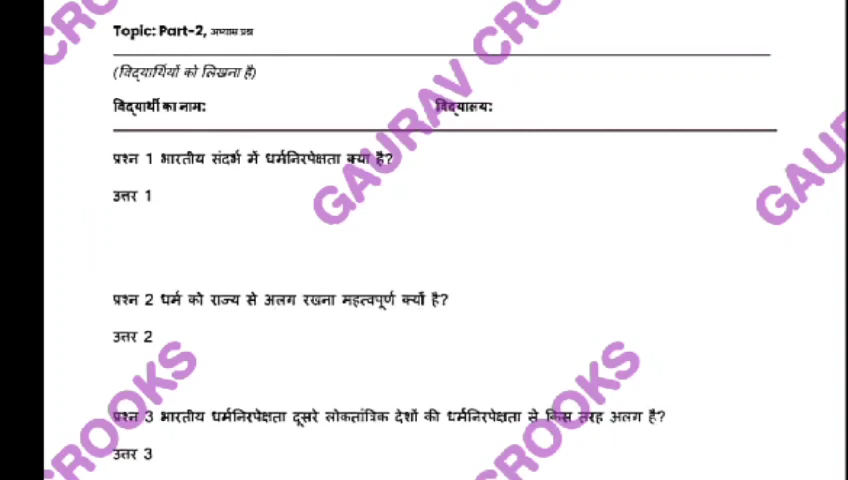 Topic: Part-2, अभ्यास प्रश्न
(विद्यार्थियों को लिखना है)
विद्यार्थी का नाम: विद्यालय:
प्रश्न 1 भारतीय संदर्भ में धर्मनिरपेक्षता क्या है?
उत्तर 1
प्रश्न 2 धर्म को राज्य से अलग रखना महत्वपूर्ण क्यों है?
उत्तर 2
प्रश्न 3 भारतीय धर्मनिरपेक्षता दूसरे लोकतांत्रिक देशों की धर्मनिरपेक्षता से किस तरह अलग है?
उत्तर 3
CRO
GAURAV CRO
GAU
CROOKS
CROOKS